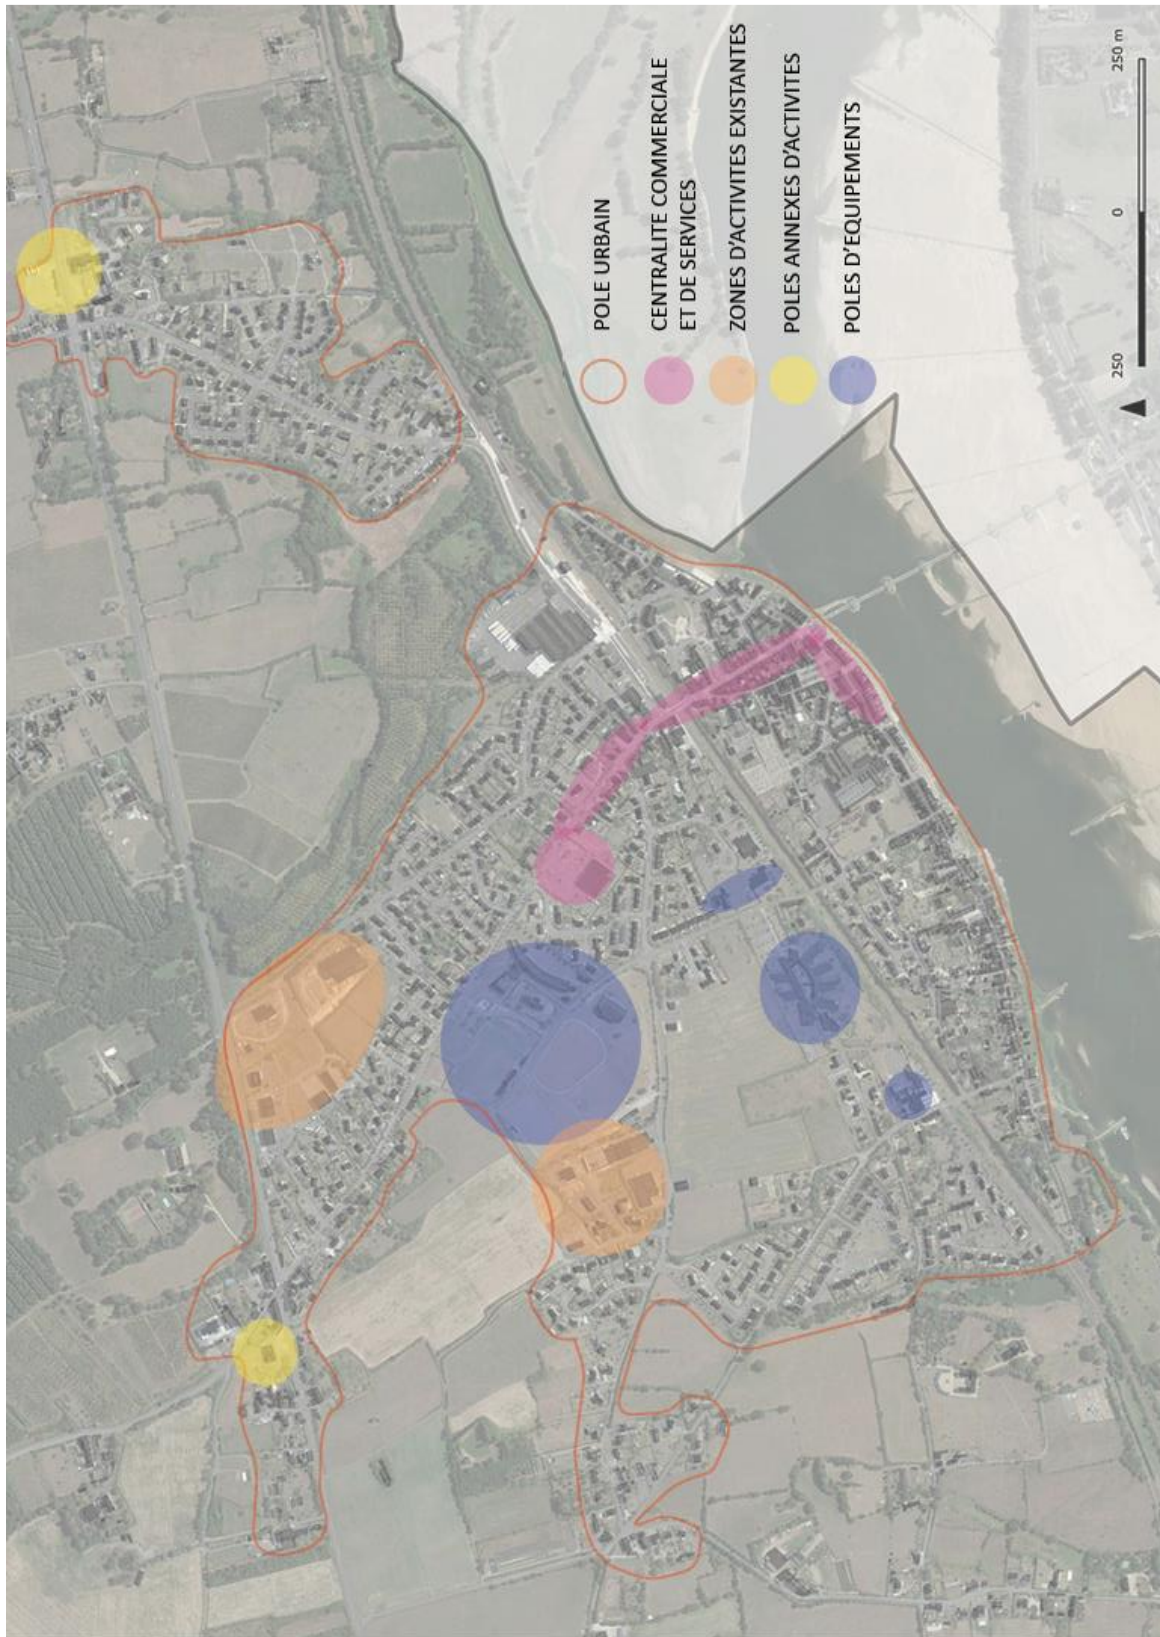 POLE URBAIN
CENTRALITE COMMERCIALE
ET DE SERVICES
ZONES D'ACTIVITES EXISTANTES
POLES ANNEXES D'ACTIVITES
POLES D'EQUIPEMENTS
250 0 250 m